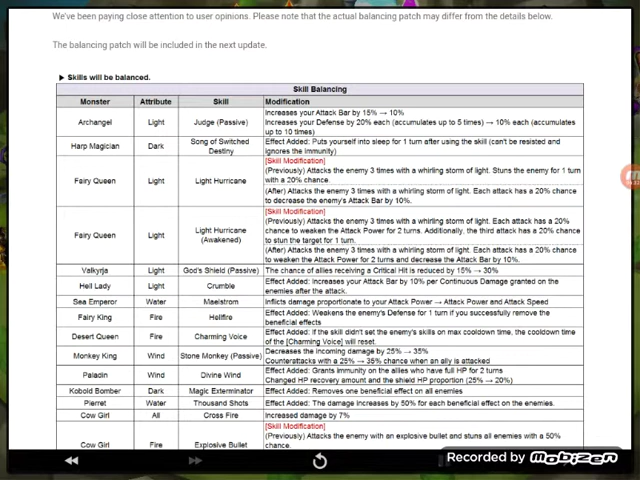 We've been paying close attention to user opinions. Please note that the actual balancing patch may differ from the details below.
The balancing patch will be included in the next update.
▶ Skills will be balanced.
Skill Balancing
Monster Attribute Skill Modification
Archangel Light Judge (Passive) Increases your Attack Bar by 15% → 10%
Increases your Defense by 20% each (accumulates up to 5 times) → 10% each (accumulates
up to 10 times)
Harp Magician Dark Song of Switched Destiny Effect Added: Puts yourself into sleep for 1 turn after using the skill (can't be resisted and
ignores the immunity)
Fairy Queen Light Light Hurricane [Skill Modification]
(Previously) Attacks the enemy 3 times with a whirling storm of light. Stuns the enemy for 1 turn
with a 20% chance.
(After) Attacks the enemy 3 times with a whirling storm of light. Each attack has a 20% chance
to decrease the enemy's Attack Bar by 10%.
Fairy Queen Light Light Hurricane (Awakened) [Skill Modification]
(Previously) Attacks the enemy 3 times with a whirling storm of light. Each attack has a 20%
chance to weaken the Attack Power for 2 turns. Additionally, the third attack has a 20% chance
to stun the target for 1 turn.
(After) Attacks the enemy 3 times with a whirling storm of light. Each attack has a 20% chance
to weaken the Attack Power for 2 turns and decrease the Attack Bar by 10%.
Valkyrja Light God's Shield (Passive) The chance of allies receiving a Critical Hit is reduced by 15% → 30%
Hell Lady Light Crumble Effect Added: Increases your Attack Bar by 10% per Continuous Damage granted on the
enemies after the attack.
Sea Emperor Water Maelstrom Inflicts damage proportionate to your Attack Power → Attack Power and Attack Speed
Fairy King Fire Hellfire Effect Added: Weakens the enemy's Defense for 1 turn if you successfully remove the
beneficial effects
Desert Queen Fire Charming Voice Effect Added: If the skill didn't set the enemy's skills on max cooldown time, the cooldown time
of the [Charming Voice] will reset.
Monkey King Wind Stone Monkey (Passive) Decreases the incoming damage by 25% → 35%
Counterattacks with a 25% → 35% chance when an ally is attacked
Paladin Wind Divine Wind Effect Added: Grants immunity on the allies who have full HP for 2 turns
Changed HP recovery amount and the shield HP proportion (25% → 20%)
Kobold Bomber Dark Magic Exterminator Effect Added: Removes one beneficial effect on all enemies
Pierret Water Thousand Shots Effect Added: The damage increases by 50% for each beneficial effect on the enemies.
Cow Girl All Cross Fire Increased damage by 7%
Cow Girl Fire Explosive Bullet [Skill Modification]
(Previously) Attacks the enemy with an explosive bullet and stuns all enemies with a 50%
chance.
Recorded by mobizen